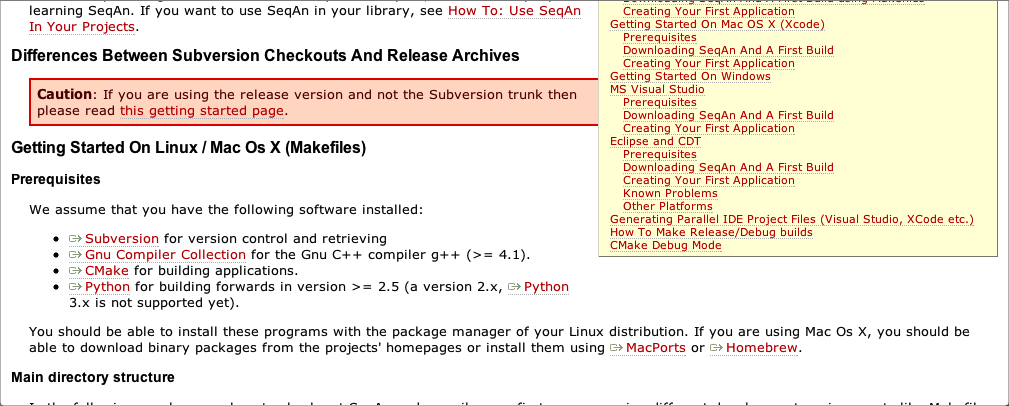 learning SeqAn. If you want to use SeqAn in your library, see How To: Use SeqAn
In Your Projects.
Differences Between Subversion Checkouts And Release Archives
Caution: If you are using the release version and not the Subversion trunk then
please read this getting started page.
Getting Started On Linux / Mac Os X (Makefiles)
Prerequisites
We assume that you have the following software installed:
Subversion for version control and retrieving
Gnu Compiler Collection for the Gnu C++ compiler g++ (>= 4.1).
CMake for building applications.
Python for building forwards in version >= 2.5 (a version 2.x, Python
3.x is not supported yet).
You should be able to install these programs with the package manager of your Linux distribution. If you are using Mac Os X, you should be
able to download binary packages from the projects' homepages or install them using MacPorts or Homebrew.
Main directory structure
Creating Your First Application
Getting Started On Mac OS X (Xcode)
Prerequisites
Downloading SeqAn And A First Build
Creating Your First Application
Getting Started On Windows
MS Visual Studio
Prerequisites
Downloading SeqAn And A First Build
Creating Your First Application
Eclipse and CDT
Prerequisites
Downloading SeqAn And A First Build
Creating Your First Application
Known Problems
Other Platforms
Generating Parallel IDE Project Files (Visual Studio, XCode etc.)
How To Make Release/Debug builds
CMake Debug Mode